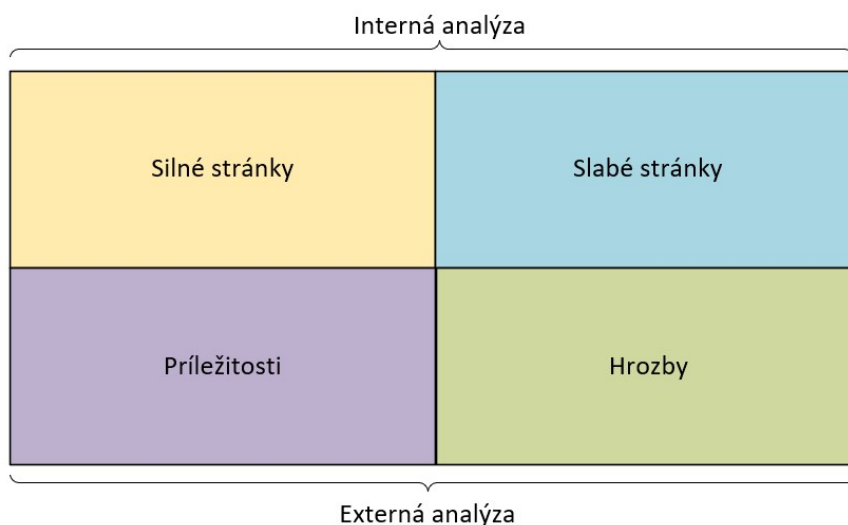 Interná analýza
Silné stránky
Slabé stránky
Príležitosti
Hrozby
Externá analýza